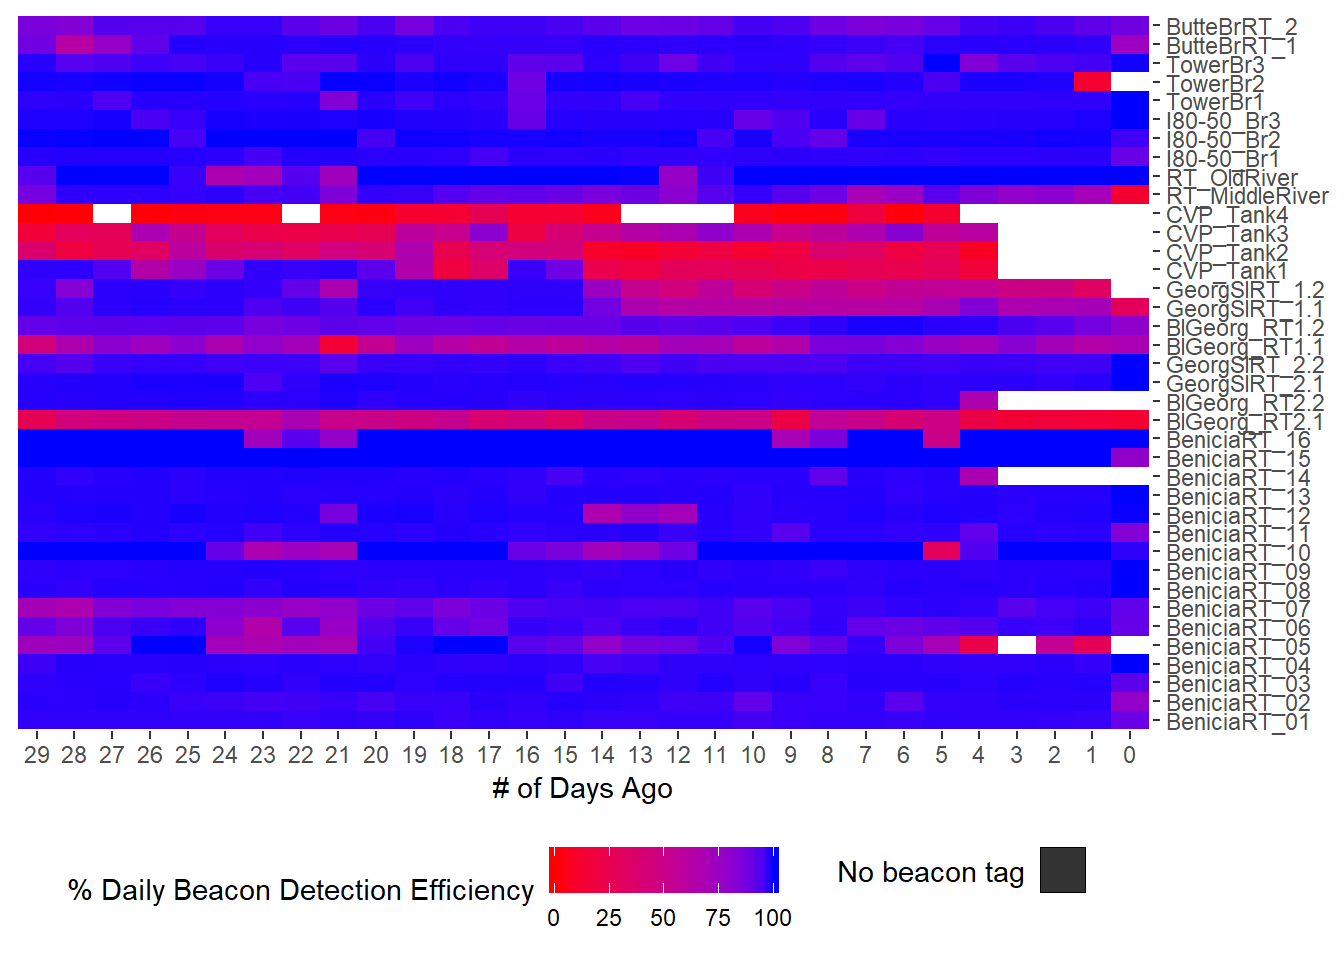 ButteBrRT_2
ButteBrRT_1
TowerBr3
TowerBr2
TowerBr1
I80-50_Br3
I80-50_Br2
I80-50_Br1
RT_OldRiver
RT_MiddleRiver
CVP_Tank4
CVP_Tank3
CVP_Tank2
CVP_Tank1
GeorgSlRT_1.2
GeorgSlRT_1.1
BlGeorg_RT1.2
BlGeorg_RT1.1
GeorgSlRT_2.2
GeorgSlRT_2.1
BlGeorg_RT2.2
BlGeorg_RT2.1
BeniciaRT_16
BeniciaRT_15
BeniciaRT_14
BeniciaRT_13
BeniciaRT_12
BeniciaRT_11
BeniciaRT_10
BeniciaRT_09
BeniciaRT_08
BeniciaRT_07
BeniciaRT_06
BeniciaRT_05
BeniciaRT_04
BeniciaRT_03
BeniciaRT_02
BeniciaRT_01
29 28 27 26 25 24 23 22 21 20 19 18 17 16 15 14 13 12 11 10 9 8 7 6 5 4 3 2 1 0
# of Days Ago
% Daily Beacon Detection Efficiency
0 25 50 75 100
No beacon tag